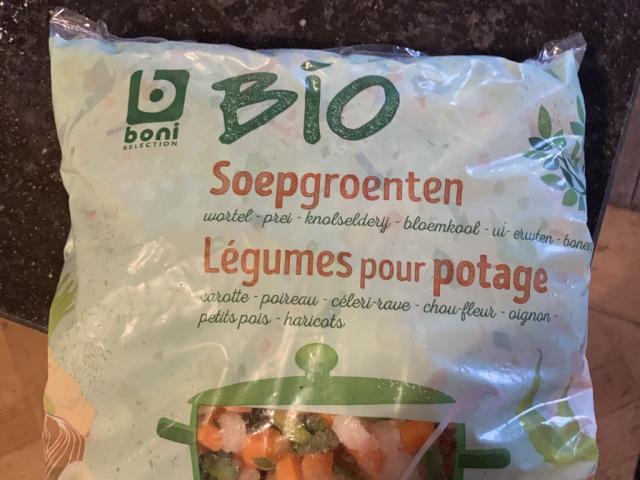 boni
SELECTION
BIO
Soepgroenten
wortel - prei - knolselderij - bloemkool - ui - erwten - bonen
Légumes pour potage
carotte - poireau - céleri-rave - chou-fleur - oignon -
petits pois - haricots